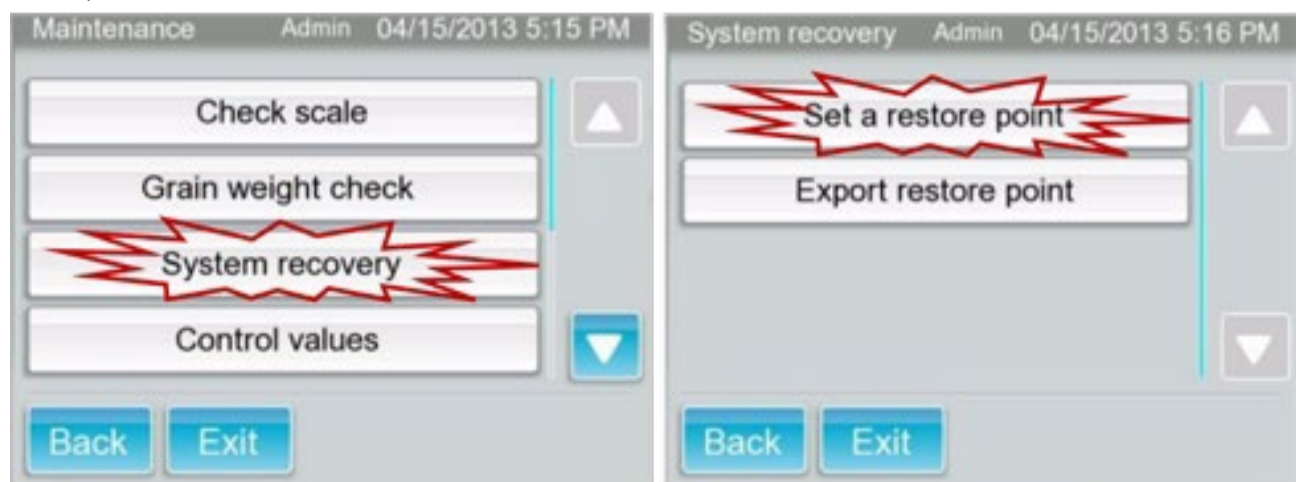 Maintenance Admin 04/15/2013 5:15 PM
Check scale
Grain weight check
System recovery
Control values
Back Exit
System recovery Admin 04/15/2013 5:16 PM
Set a restore point
Export restore point
Back Exit